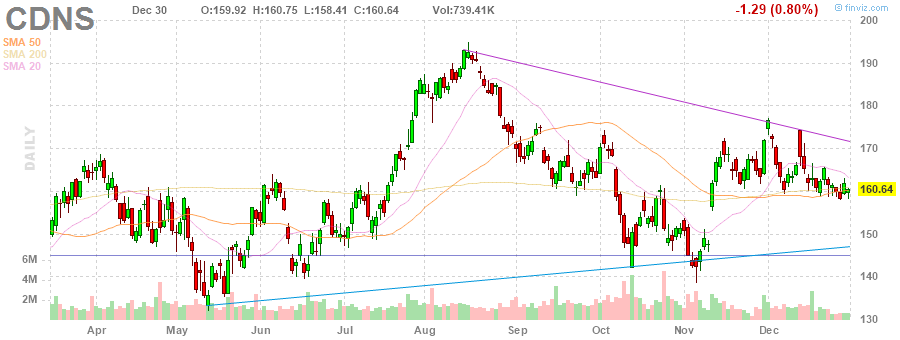 CDNS Dec 30 O:159.92 H:160.75 L:158.41 C:160.64 Vol:739.41K -1.29 (0.80%) finviz.com
SMA 50
SMA 200
SMA 20
DAILY
200
190
180
170
160.64
150
140
130
6M
4M
2M
Apr May Jun Jul Aug Sep Oct Nov Dec